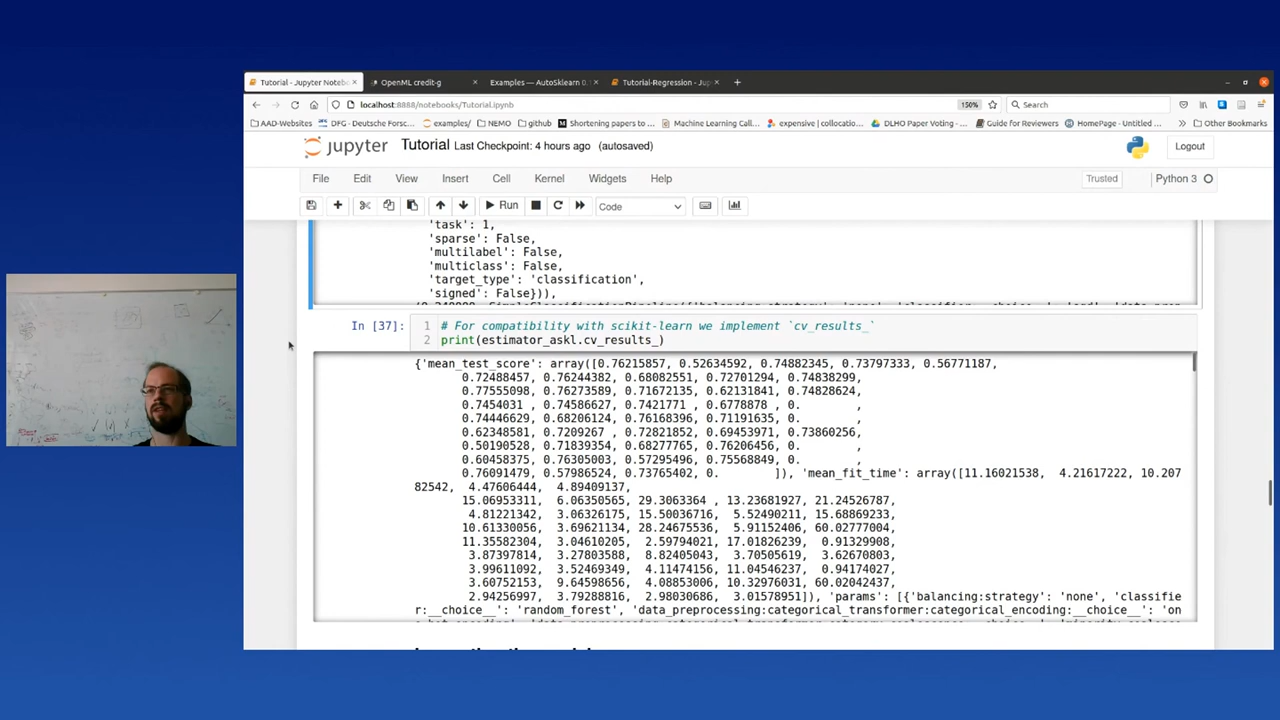 Tutorial - Jupyter Notebo
OpenML credit-g
Examples — AutoSklearn 0.
Tutorial-Regression - Jup
localhost:8888/notebooks/Tutorial.ipynb
150%
Search
AAD-Websites
DFG - Deutsche Forsc...
examples/
NEMO
github
Shortening papers to ...
Machine Learning Cal...
expensive | collocatio...
DLHO Paper Voting -...
Guide for Reviewers
HomePage - Untitled ...
Other Bookmarks
jupyter
Tutorial Last Checkpoint: 4 hours ago (autosaved)
Logout
File Edit View Insert Cell Kernel Widgets Help
Trusted
Python 3
Run
Code
'task': 1,
'sparse': False,
'multilabel': False,
'multiclass': False,
'target_type': 'classification',
'signed': False})),
In [37]:
1 # For compatibility with scikit-learn we implement `cv_results_`
2 print(estimator_askl.cv_results_)
{'mean_test_score': array([0.76215857, 0.52634592, 0.74882345, 0.73797333, 0.56771187,
0.72488457, 0.76244382, 0.68082551, 0.72701294, 0.74838299,
0.77555098, 0.76273589, 0.71672135, 0.62131841, 0.74828624,
0.7454031 , 0.74586627, 0.7421771 , 0.6778878 , 0. ,
0.74446629, 0.68206124, 0.76168396, 0.71191635, 0. ,
0.62348581, 0.7209267 , 0.72821852, 0.69453971, 0.73860256,
0.50190528, 0.71839354, 0.68277765, 0.76206456, 0. ,
0.60458375, 0.76305003, 0.57295496, 0.75568849, 0. ,
0.76091479, 0.57986524, 0.73765402, 0. ]), 'mean_fit_time': array([11.16021538, 4.21617222, 10.207
82542, 4.47606444, 4.89409137,
15.06953311, 6.06350565, 29.3063364 , 13.23681927, 21.24526787,
4.81221342, 3.06326175, 15.50036716, 5.52490211, 15.68869233,
10.61330056, 3.69621134, 28.24675536, 5.91152406, 60.02777004,
11.35582304, 3.04610205, 2.59794021, 17.01826239, 0.91329908,
3.87397814, 3.27803588, 8.82405043, 3.70505619, 3.62670803,
3.99611092, 3.52469349, 4.11474156, 11.04546237, 0.94174027,
3.60752153, 9.64598656, 4.08853006, 10.32976031, 60.02042437,
2.94256997, 3.79288816, 2.98030686, 3.01578951]), 'params': [{'balancing:strategy': 'none', 'classifie
r:__choice__': 'random_forest', 'data_preprocessing:categorical_transformer:categorical_encoding:__choice__': 'on